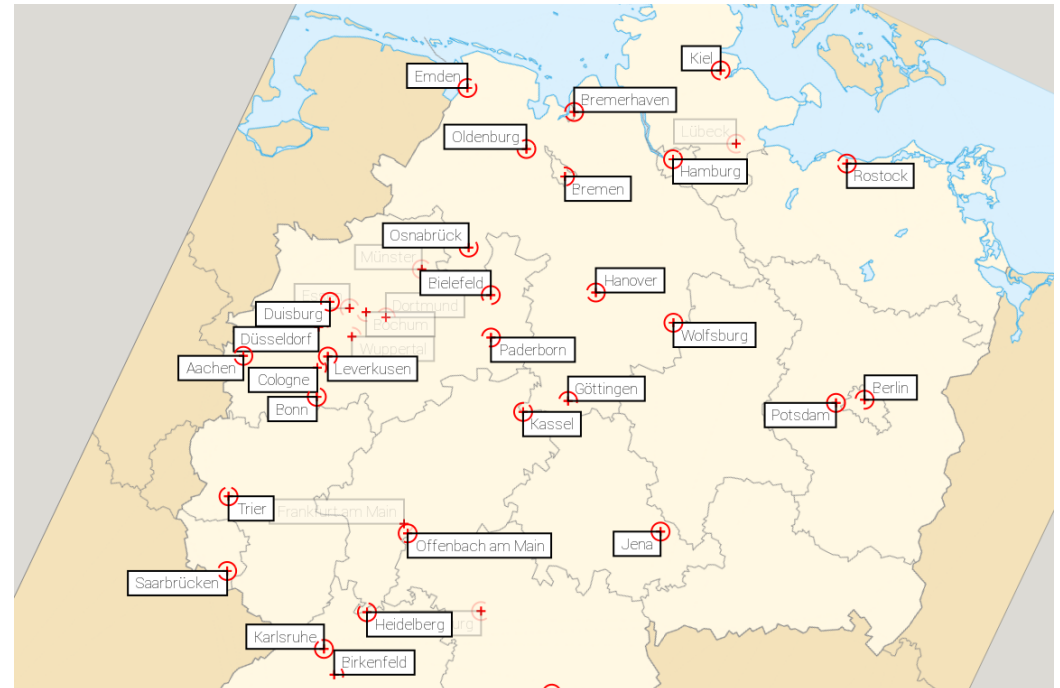 Kiel
Emden
Bremerhaven
Lübeck
Oldenburg
Hamburg
Rostock
Bremen
Osnabrück
Münster
Bielefeld
Hanover
Dortmund
Duisburg
Bochum
Wolfsburg
Düsseldorf
Wuppertal
Paderborn
Aachen
Leverkusen
Cologne
Göttingen
Berlin
Bonn
Potsdam
Kassel
Trier
Frankfurt am Main
Offenbach am Main
Jena
Saarbrücken
Heidelberg
Karlsruhe
Birkenfeld